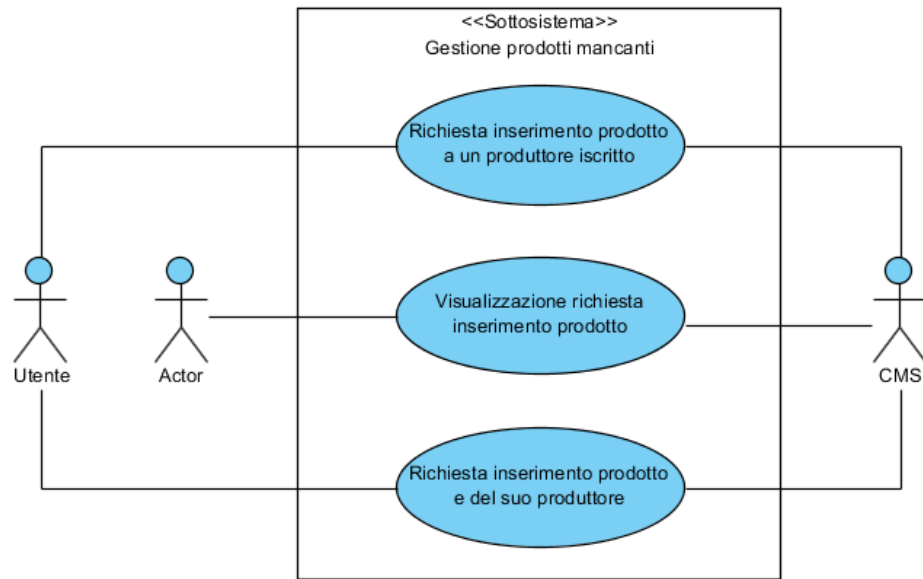 <<Sottosistema>>
Gestione prodotti mancanti
Richiesta inserimento prodotto
a un produttore iscritto
Visualizzazione richiesta
inserimento prodotto
Utente
Actor
CMS
Richiesta inserimento prodotto
e del suo produttore